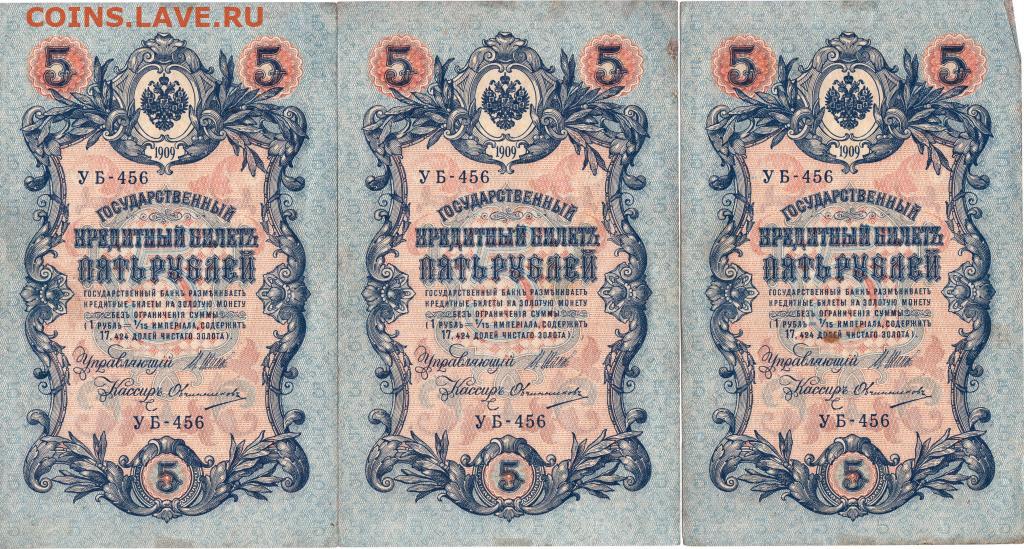 COINS.LAVE.RU
5 5
1909
УБ-456
ГОСУДАРСТВЕННЫЙ
КРЕДИТНЫЙ БИЛЕТЪ
ПЯТЬ РУБЛЕЙ
ГОСУДАРСТВЕННЫЙ БАНКЪ РАЗМѢНИВАЕТЪ
КРЕДИТНЫЕ БИЛЕТЫ НА ЗОЛОТУЮ МОНЕТУ
БЕЗЪ ОГРАНИЧЕНІЯ СУММЫ
(1 РУБЛЬ = 1/15 ИМПЕРІАЛА, СОДЕРЖИТЪ
17,424 ДОЛЕЙ ЧИСТАГО ЗОЛОТА).
Управляющій
Кассиръ Овчинниковъ
УБ-456
5
5 5
1909
УБ-456
ГОСУДАРСТВЕННЫЙ
КРЕДИТНЫЙ БИЛЕТЪ
ПЯТЬ РУБЛЕЙ
ГОСУДАРСТВЕННЫЙ БАНКЪ РАЗМѢНИВАЕТЪ
КРЕДИТНЫЕ БИЛЕТЫ НА ЗОЛОТУЮ МОНЕТУ
БЕЗЪ ОГРАНИЧЕНІЯ СУММЫ
(1 РУБЛЬ = 1/15 ИМПЕРІАЛА, СОДЕРЖИТЪ
17,424 ДОЛЕЙ ЧИСТАГО ЗОЛОТА).
Управляющій
Кассиръ Овчинниковъ
УБ-456
5
5 5
1909
УБ-456
ГОСУДАРСТВЕННЫЙ
КРЕДИТНЫЙ БИЛЕТЪ
ПЯТЬ РУБЛЕЙ
ГОСУДАРСТВЕННЫЙ БАНКЪ РАЗМѢНИВАЕТЪ
КРЕДИТНЫЕ БИЛЕТЫ НА ЗОЛОТУЮ МОНЕТУ
БЕЗЪ ОГРАНИЧЕНІЯ СУММЫ
(1 РУБЛЬ = 1/15 ИМПЕРІАЛА, СОДЕРЖИТЪ
17,424 ДОЛЕЙ ЧИСТАГО ЗОЛОТА).
Управляющій
Кассиръ Овчинниковъ
УБ-456
5